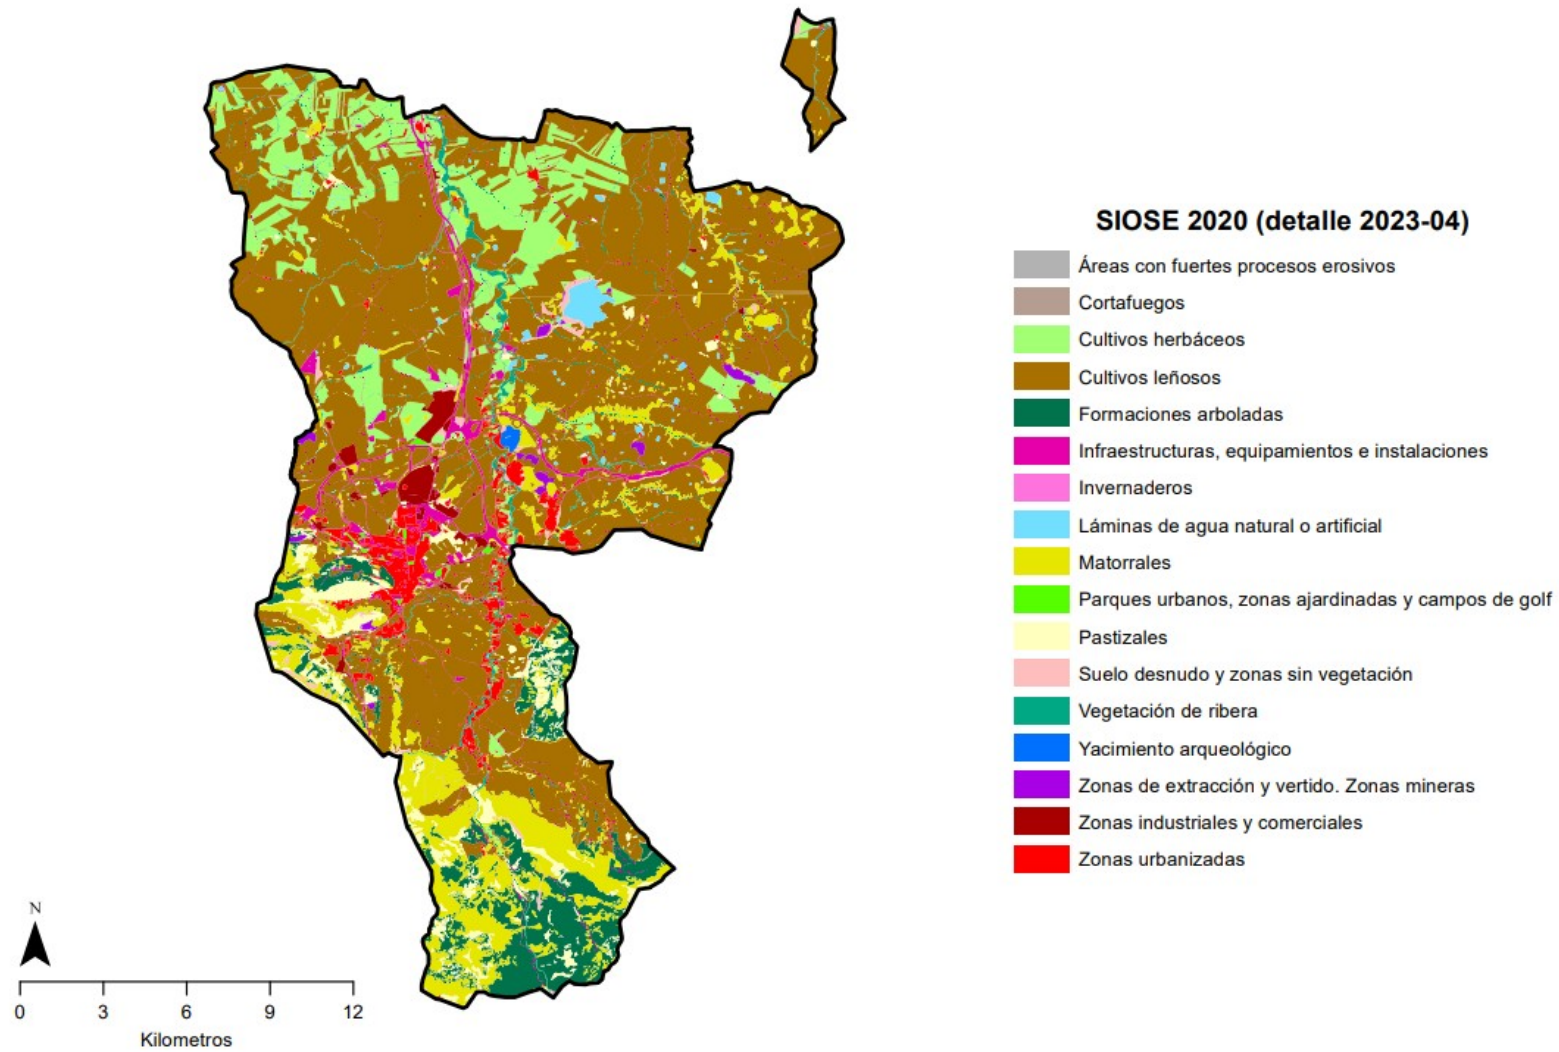 SIOSE 2020 (detalle 2023-04)
Áreas con fuertes procesos erosivos
Cortafuegos
Cultivos herbáceos
Cultivos leñosos
Formaciones arboladas
Infraestructuras, equipamientos e instalaciones
Invernaderos
Láminas de agua natural o artificial
Matorrales
Parques urbanos, zonas ajardinadas y campos de golf
Pastizales
Suelo desnudo y zonas sin vegetación
Vegetación de ribera
Yacimiento arqueológico
Zonas de extracción y vertido. Zonas mineras
Zonas industriales y comerciales
Zonas urbanizadas
N
0 3 6 9 12
Kilometros